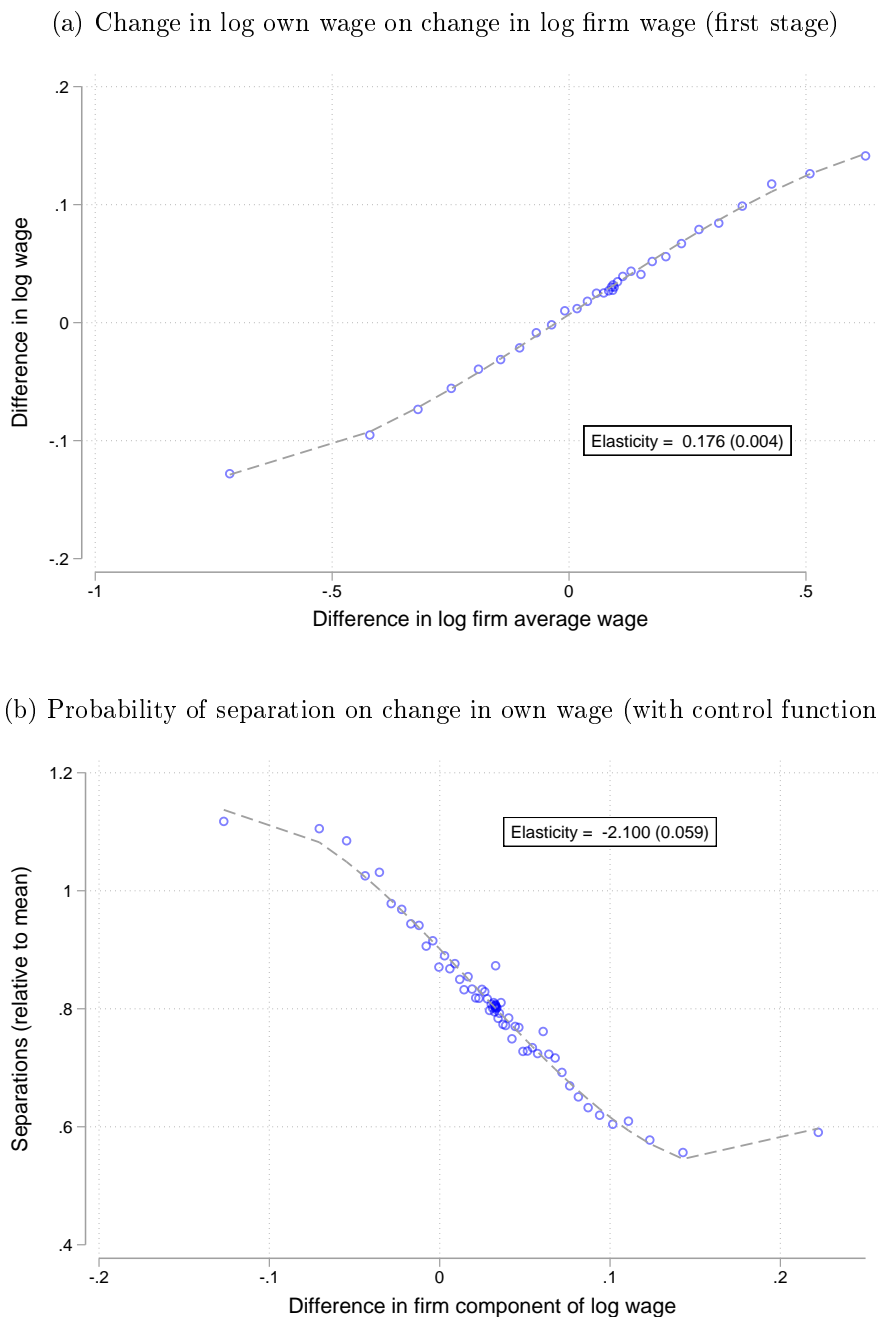 (a) Change in log own wage on change in log firm wage (first stage)
.2
.1
0
-.1
-.2
Difference in log wage
Elasticity = 0.176 (0.004)
-1
-.5
0
.5
Difference in log firm average wage
(b) Probability of separation on change in own wage (with control function
1.2
1
.8
.6
.4
Separations (relative to mean)
Elasticity = -2.100 (0.059)
-.2
-.1
0
.1
.2
Difference in firm component of log wage